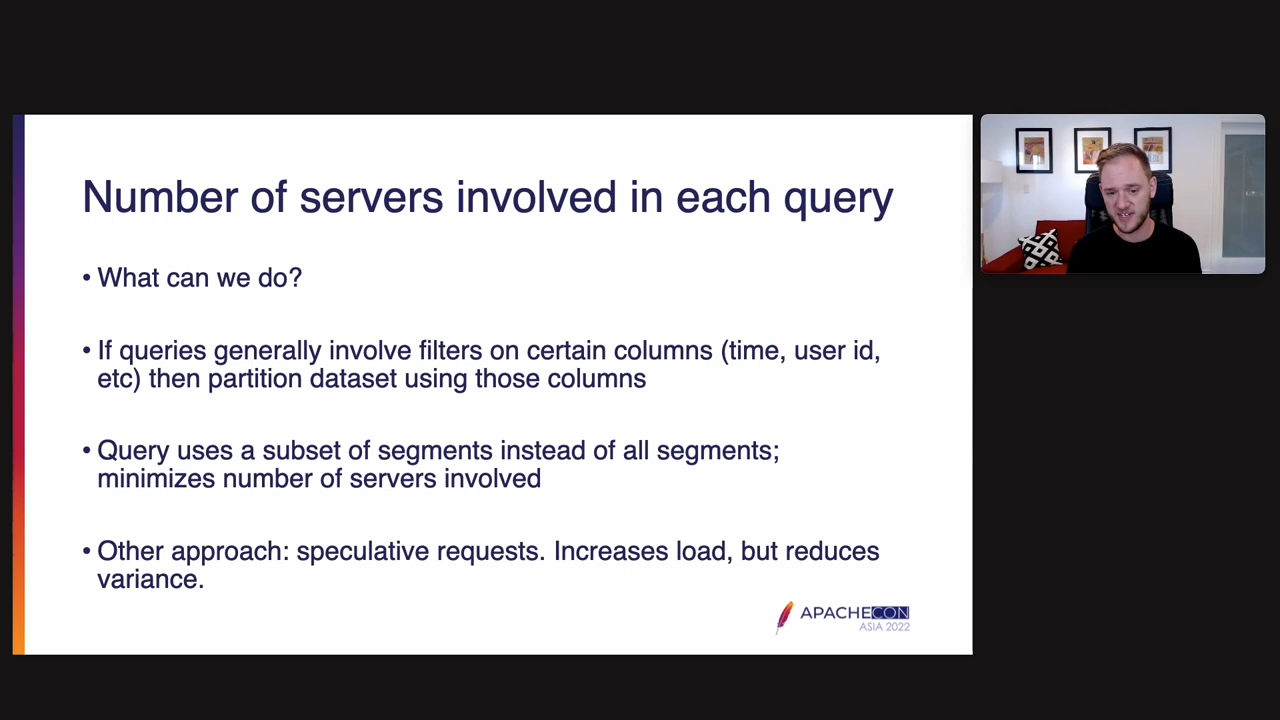 Number of servers involved in each query
• What can we do?
• If queries generally involve filters on certain columns (time, user id,
etc) then partition dataset using those columns
• Query uses a subset of segments instead of all segments;
minimizes number of servers involved
• Other approach: speculative requests. Increases load, but reduces
variance.
APACHECON
ASIA 2022